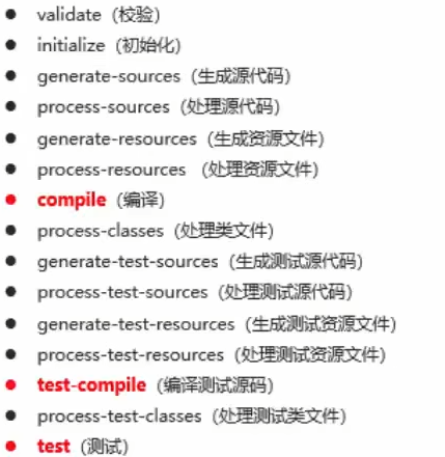 validate（校验）
initialize（初始化）
generate-sources（生成源代码）
process-sources（处理源代码）
generate-resources（生成资源文件）
process-resources （处理资源文件）
compile（编译）
process-classes（处理类文件）
generate-test-sources（生成测试源代码）
process-test-sources（处理测试源代码）
generate-test-resources（生成测试资源文件）
process-test-resources（处理测试资源文件）
test-compile（编译测试源码）
process-test-classes（处理测试类文件）
test（测试）